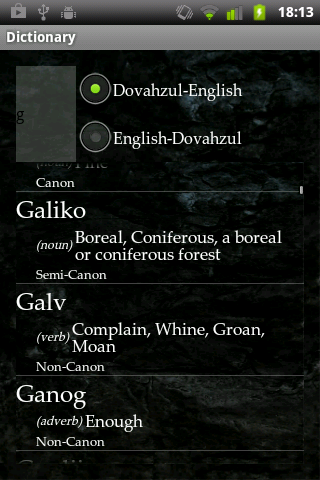 18:13
Dictionary
g
Dovahzul-English
English-Dovahzul
(noun) Pine
Canon
Galiko
(noun) Boreal, Coniferous, a boreal
or coniferous forest
Semi-Canon
Galv
(verb) Complain, Whine, Groan,
Moan
Non-Canon
Ganog
(adverb) Enough
Non-Canon